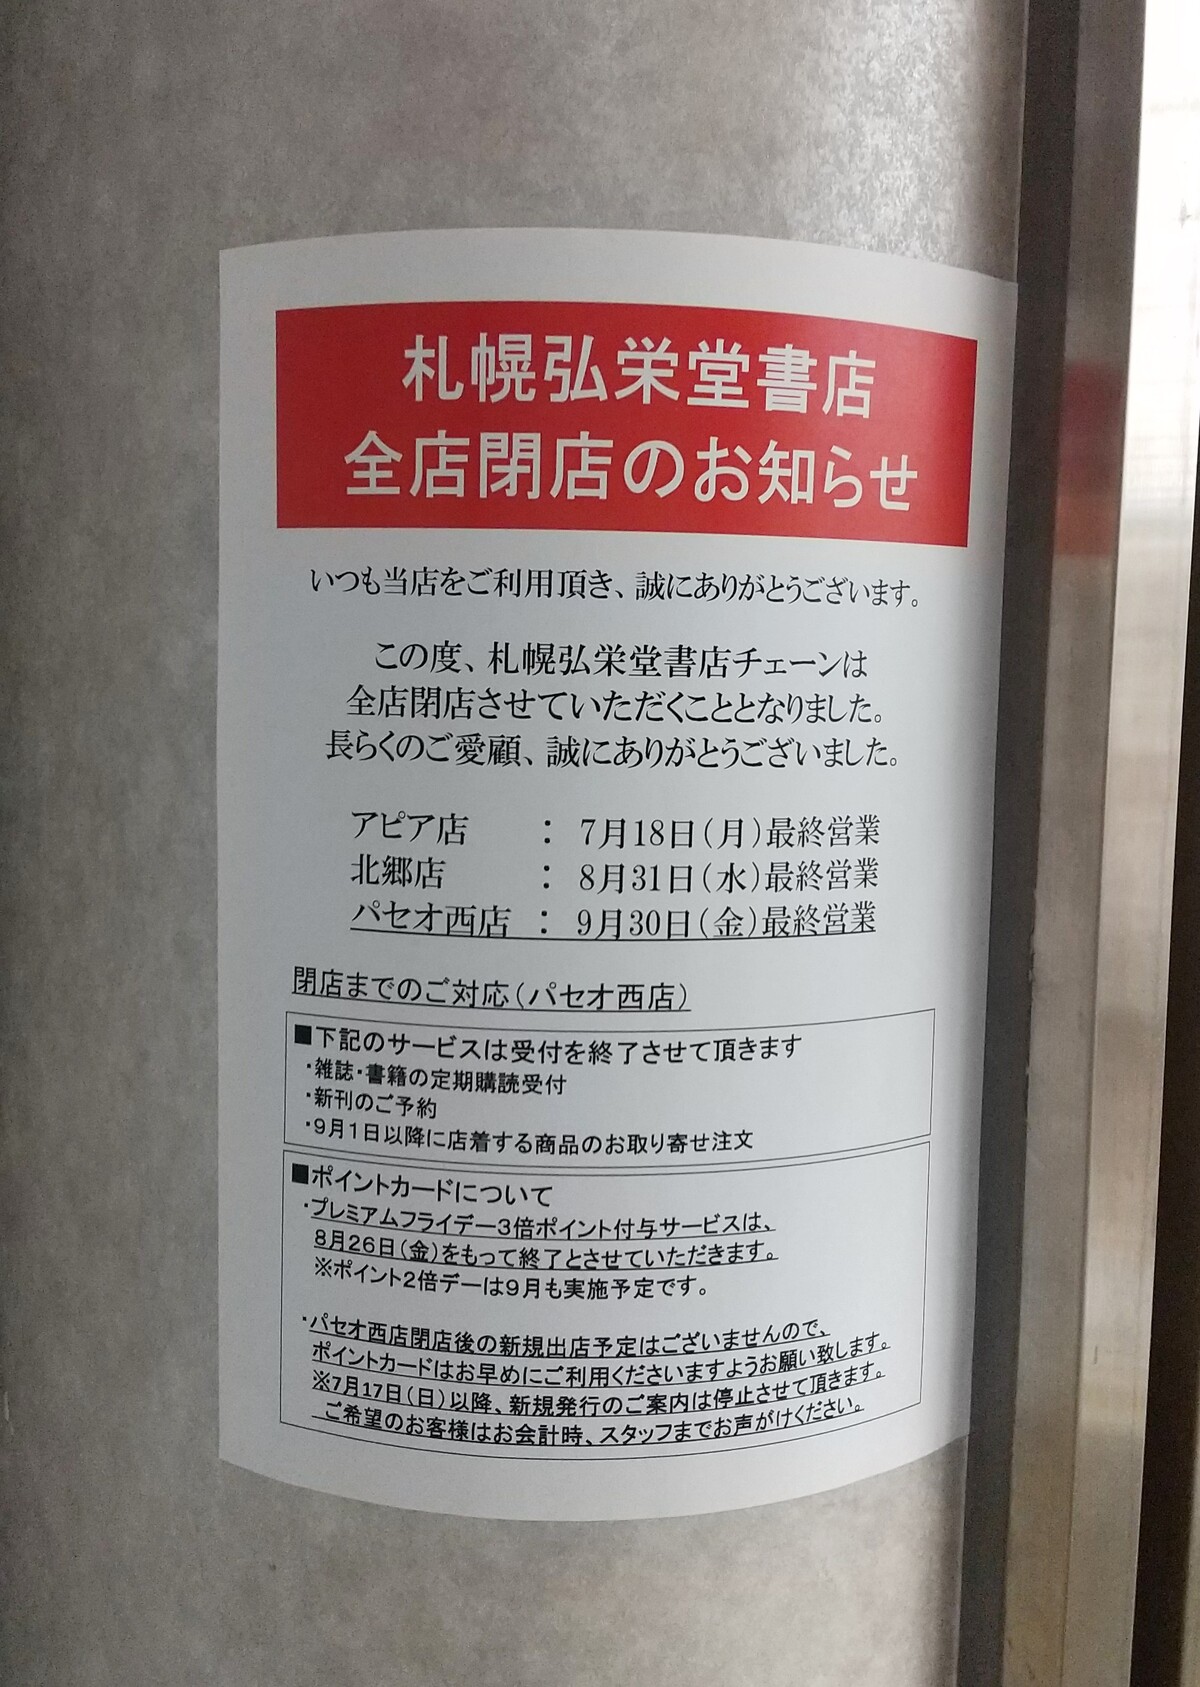 札幌弘栄堂書店
全店閉店のお知らせ
いつも当店をご利用頂き、誠にありがとうございます。
この度、札幌弘栄堂書店チェーンは
全店閉店させていただくこととなりました。
長らくのご愛顧、誠にありがとうございました。
アピア店 : 7月18日(月)最終営業
北郷店 : 8月31日(水)最終営業
パセオ西店 : 9月30日(金)最終営業
閉店までのご対応(パセオ西店)
■下記のサービスは受付を終了させて頂きます
・雑誌・書籍の定期購読受付
・新刊のご予約
・9月1日以降に店着する商品のお取り寄せ注文
■ポイントカードについて
・プレミアムフライデー3倍ポイント付与サービスは、
8月26日(金)をもって終了とさせていただきます。
※ポイント2倍デーは9月も実施予定です。
・パセオ西店閉店後の新規出店予定はございませんので、
ポイントカードはお早めにご利用くださいますようお願い致します。
※7月17日(日)以降、新規発行のご案内は停止させて頂きます。
ご希望のお客様はお会計時、スタッフまでお声がけください。